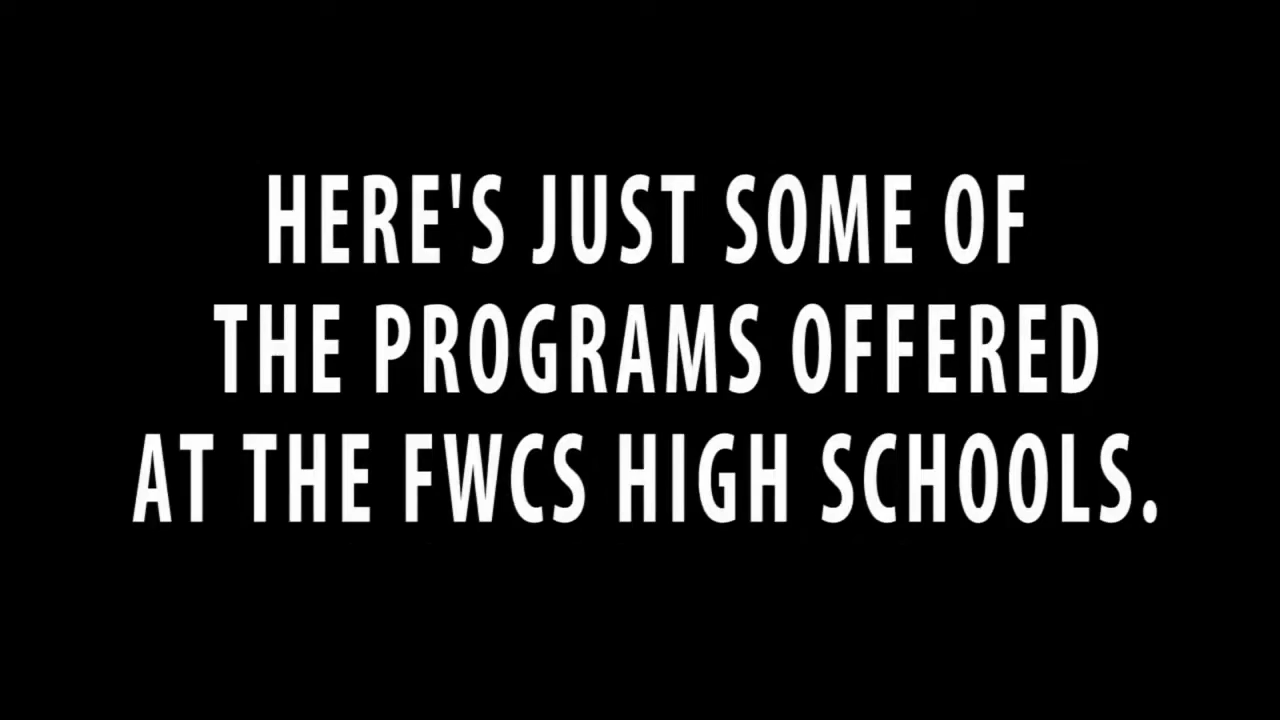 HERE'S JUST SOME OF
THE PROGRAMS OFFERED
AT THE FWCS HIGH SCHOOLS.